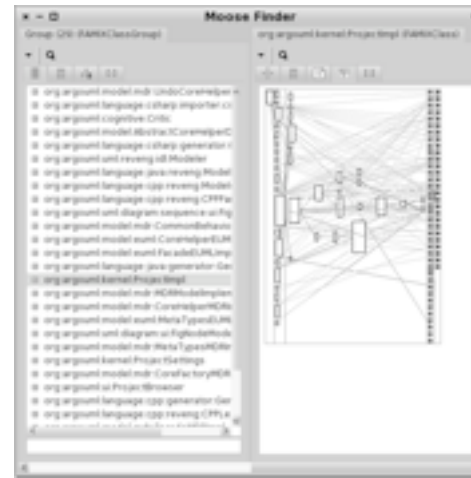 Moose Finder
Group (29) (FAMIXClassGroup)
org.argouml.kernel.ProjectImpl (FAMIXClass)
org.argouml.model.mdr.UndoCoreHelper
org.argouml.language.csharp.importer.cs
org.argouml.cognitive.Critic
org.argouml.model.AbstractCoreHelperD
org.argouml.language.csharp.generator.
org.argouml.uml.reveng.idl.Modeler
org.argouml.language.java.reveng.Model
org.argouml.language.cpp.reveng.Model
org.argouml.language.cpp.reveng.CPPPar
org.argouml.uml.diagram.sequence.ui.Fig
org.argouml.model.mdr.CommonBehavio
org.argouml.model.euml.CoreHelperEUM
org.argouml.model.euml.FacadeEUMLImp
org.argouml.language.java.generator.Ge
org.argouml.kernel.ProjectImpl
org.argouml.model.mdr.MDRModelImplem
org.argouml.model.mdr.CoreHelperMDRI
org.argouml.model.euml.MetaTypesEUML
org.argouml.uml.diagram.ui.FigNodeMode
org.argouml.model.mdr.MetaTypesMDRIm
org.argouml.kernel.ProjectSettings
org.argouml.model.mdr.CoreFactoryMDRI
org.argouml.ui.ProjectBrowser
org.argouml.language.cpp.generator.Ger
org.argouml.language.cpp.reveng.CPPLe